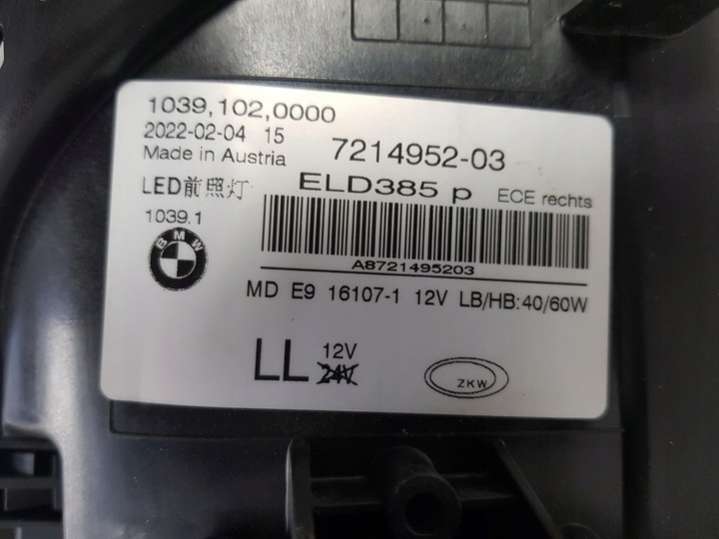 1039,102,0000
2022-02-04 15
Made in Austria
7214952-03
LED前照灯
ELD385 p
ECE rechts
1039.1
BMW
A8721495203
MD E9 16107-1 12V LB/HB:40/60W
LL
12V
24V
ZKW